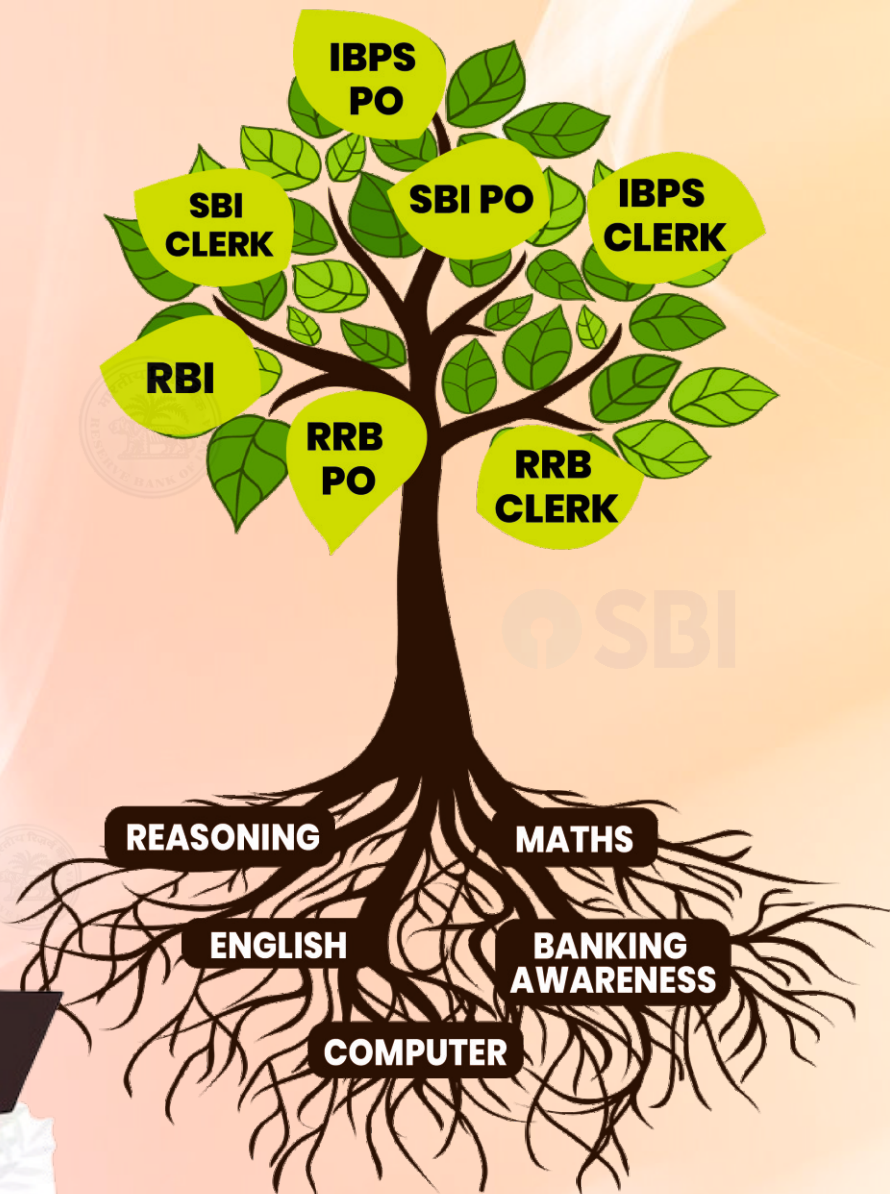 IBPS
PO
SBI
CLERK
SBI PO
IBPS
CLERK
RBI
RRB
PO
RRB
CLERK
SBI
REASONING
MATHS
ENGLISH
BANKING
AWARENESS
COMPUTER